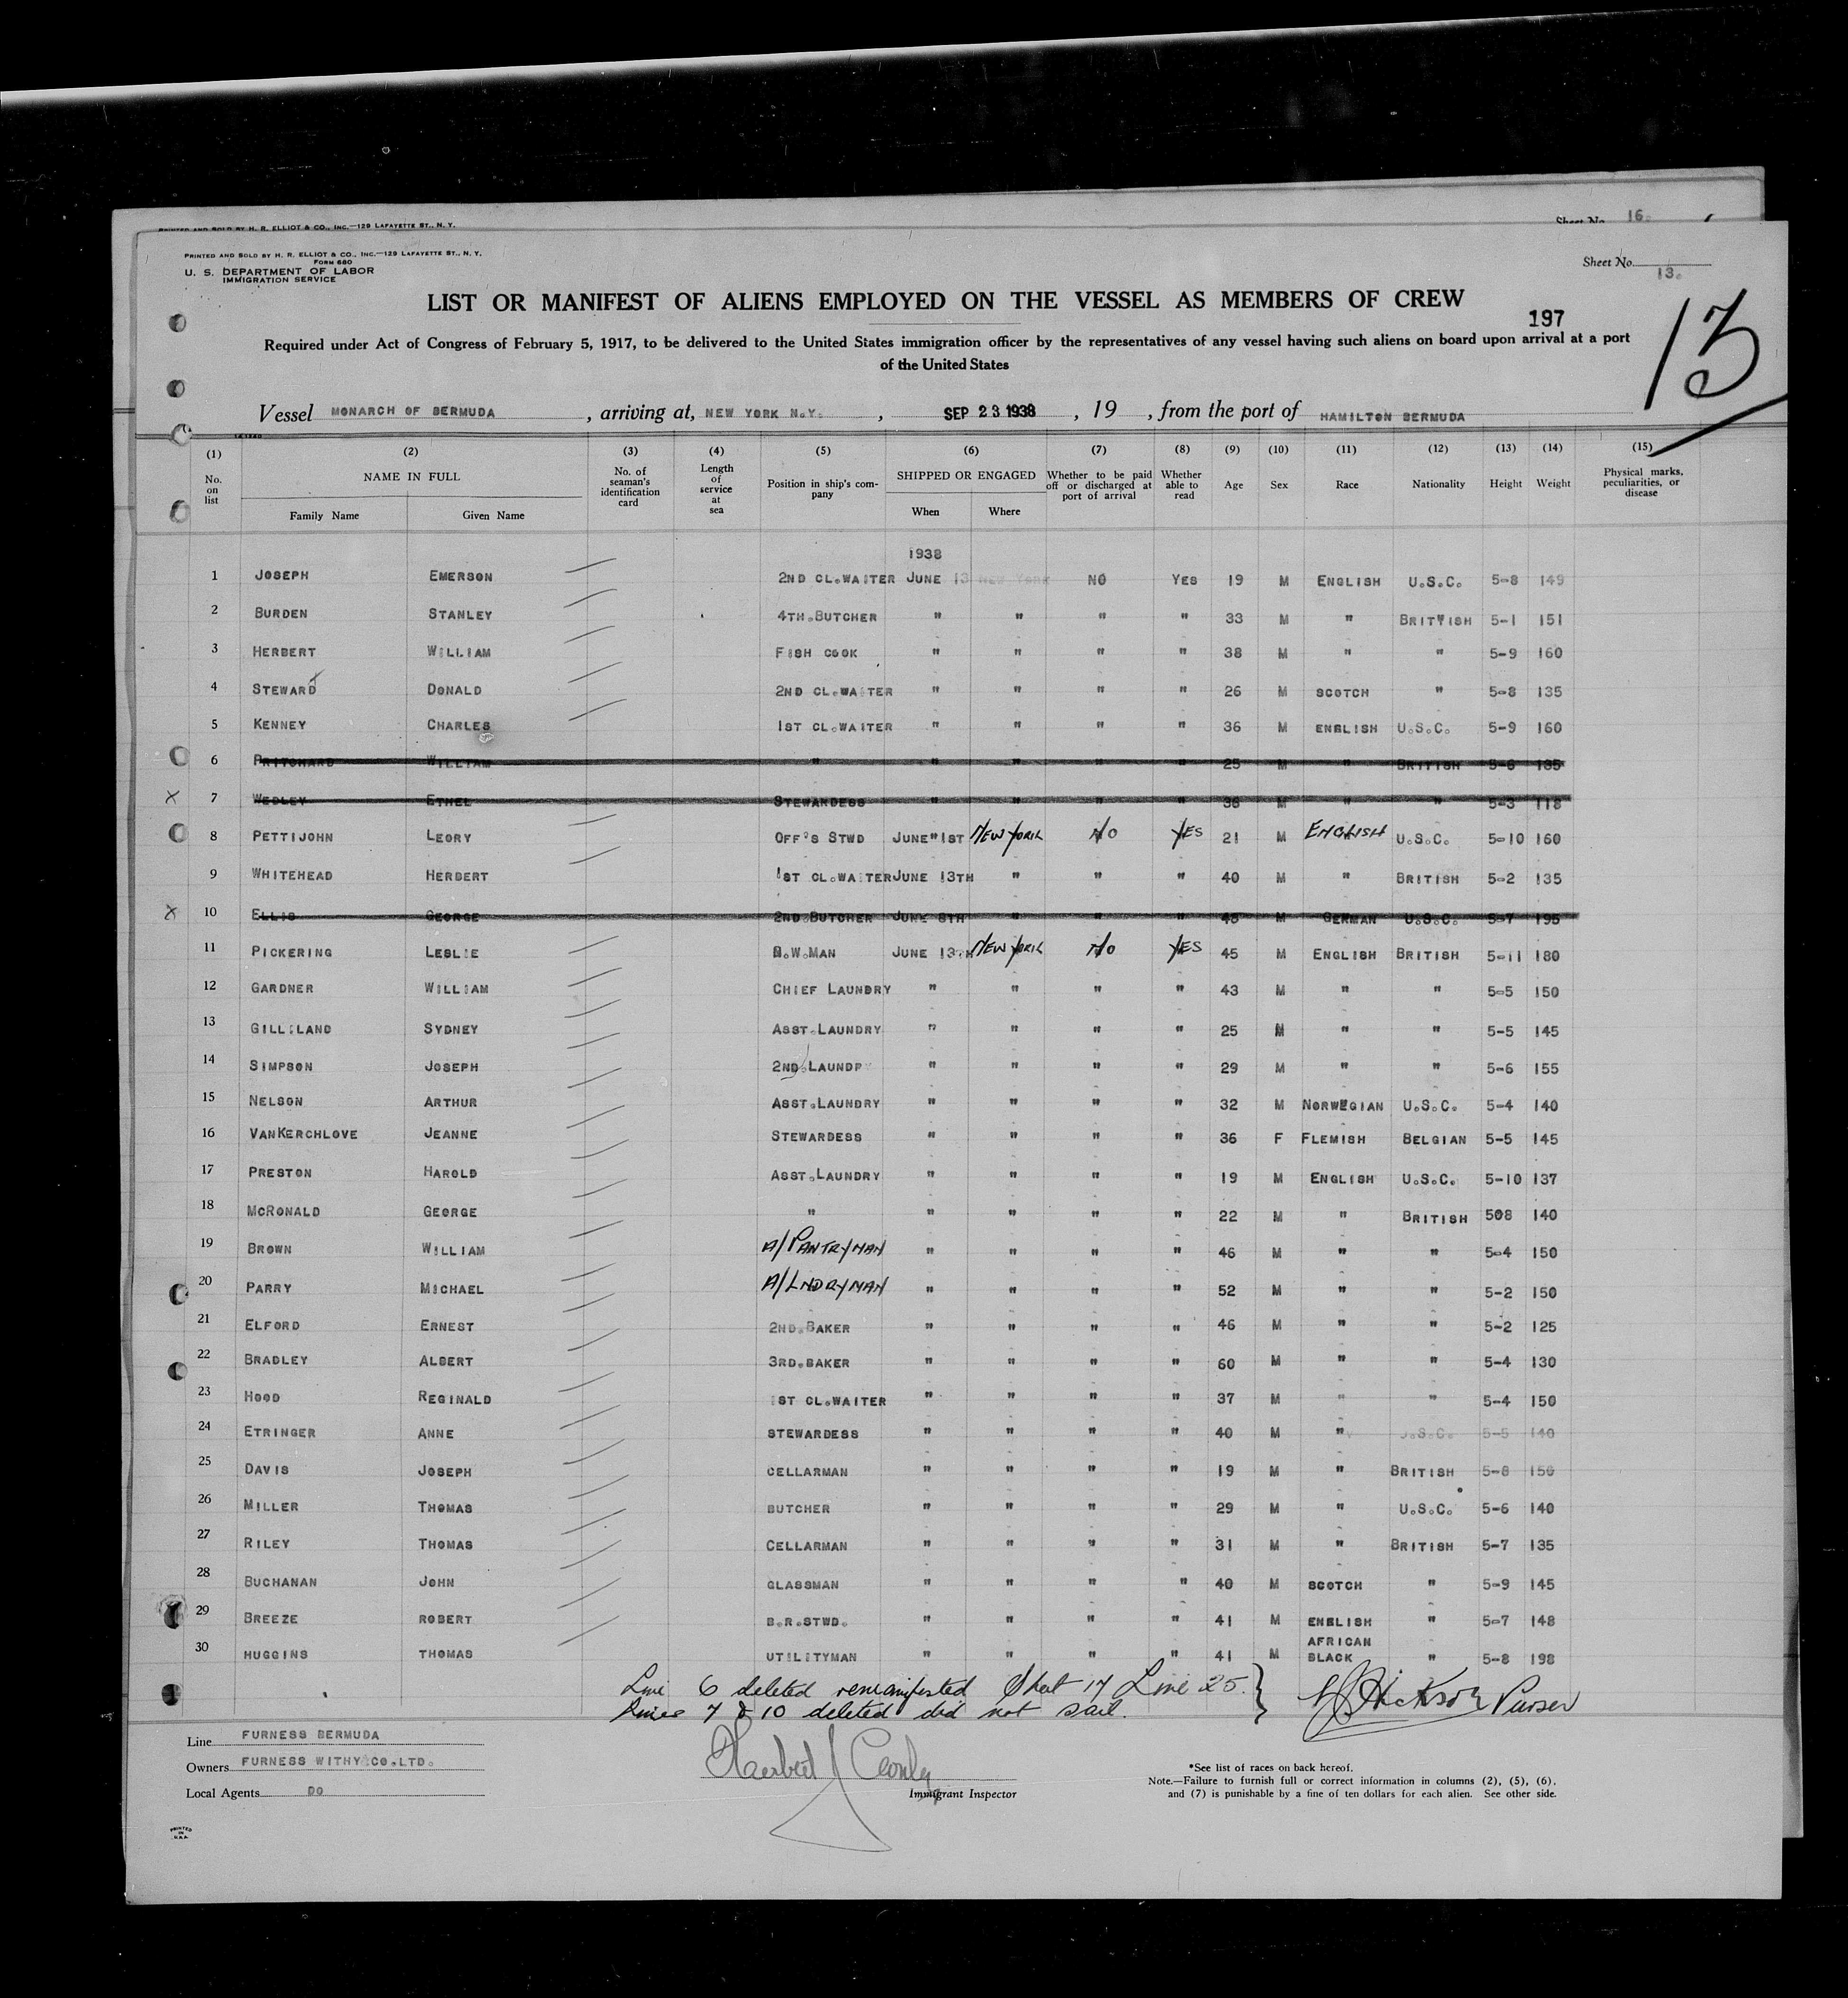 PRINTED AND SOLD BY H. R. ELLIOT & CO., INC.—129 LAFAYETTE ST., N. Y.
Sheet No. 16.
PRINTED AND SOLD BY H. R. ELLIOT & CO., INC.—129 LAFAYETTE ST., N. Y.
FORM 680
U. S. DEPARTMENT OF LABOR
IMMIGRATION SERVICE
Sheet No. 13.
LIST OR MANIFEST OF ALIENS EMPLOYED ON THE VESSEL AS MEMBERS OF CREW
197
13
Required under Act of Congress of February 5, 1917, to be delivered to the United States immigration officer by the representatives of any vessel having such aliens on board upon arrival at a port
of the United States
Vessel MONARCH OF BERMUDA, arriving at, NEW YORK N.Y., SEP 23 1938, 19 , from the port of HAMILTON BERMUDA
(1) (2) (3) (4) (5) (6) (7) (8) (9) (10) (11) (12) (13) (14) (15)
No. on list NAME IN FULL Family Name Given Name No. of seaman's identification card Length of service at sea Position in ship's company SHIPPED OR ENGAGED When Where Whether to be paid off or discharged at port of arrival Whether able to read Age Sex Race Nationality Height Weight Physical marks, peculiarities, or disease
1938
1 JOSEPH EMERSON 2ND CL.WAITER JUNE 13 NEW YORK NO YES 19 M ENGLISH U.S.C. 5-8 149
2 BURDEN STANLEY 4TH.BUTCHER " " " " 33 M " BRITISH 5-1 151
3 HERBERT WILLIAM FISH COOK " " " " 38 M " " 5-9 160
4 STEWARD DONALD 2ND CL.WAITER " " " " 26 M SCOTCH " 5-8 135
5 KENNEY CHARLES 1ST CL.WAITER " " " " 36 M ENGLISH U.S.C. 5-9 160
6 PRITCHARD WILLIAM " " " " " 25 M " BRITISH 5-6 135
7 WEDLEY ETHEL STEWARDESS " " " " 36 M " " 5-3 118
8 PETTIJOHN LEORY OFF'S STWD JUNE"1ST NEW YORK NO YES 21 M ENGLISH U.S.C. 5-10 160
9 WHITEHEAD HERBERT 1ST CL.WAITER JUNE 13TH " " " 40 M " BRITISH 5-2 135
10 ELLIS GEORGE 2ND.BUTCHER JUNE 8TH " " " 45 M GERMAN U.S.C. 5-7 195
11 PICKERING LESLIE B.W.MAN JUNE 13TH NEW YORK NO YES 45 M ENGLISH BRITISH 5-11 180
12 GARDNER WILLIAM CHIEF LAUNDRY " " " " 43 M " " 5-5 150
13 GILLILAND SYDNEY ASST.LAUNDRY " " " " 25 M " " 5-5 145
14 SIMPSON JOSEPH 2ND.LAUNDRY " " " " 29 M " " 5-6 155
15 NELSON ARTHUR ASST.LAUNDRY " " " " 32 M NORWEGIAN U.S.C. 5-4 140
16 VANKERCHLOVE JEANNE STEWARDESS " " " " 36 F FLEMISH BELGIAN 5-5 145
17 PRESTON HAROLD ASST.LAUNDRY " " " " 19 M ENGLISH U.S.C. 5-10 137
18 MCRONALD GEORGE " " " " " 22 M " BRITISH 508 140
19 BROWN WILLIAM A/PANTRYMAN " " " " 46 M " " 5-4 150
20 PARRY MICHAEL A/LNDRYMAN " " " " 52 M " " 5-2 150
21 ELFORD ERNEST 2ND.BAKER " " " " 46 M " " 5-2 125
22 BRADLEY ALBERT 3RD.BAKER " " " " 60 M " " 5-4 130
23 HOOD REGINALD 1ST CL.WAITER " " " " 37 M " " 5-4 150
24 ETRINGER ANNE STEWARDESS " " " " 40 M " U.S.C. 5-5 140
25 DAVIS JOSEPH CELLARMAN " " " " 19 M " BRITISH 5-8 150
26 MILLER THOMAS BUTCHER " " " " 29 M " U.S.C. 5-6 140
27 RILEY THOMAS CELLARMAN " " " " 31 M " BRITISH 5-7 135
28 BUCHANAN JOHN GLASSMAN " " " " 40 M SCOTCH " 5-9 145
29 BREEZE ROBERT B.R.STWD. " " " " 41 M ENGLISH " 5-7 148
30 HUGGINS THOMAS UTILITYMAN " " " " 41 M AFRICAN BLACK " 5-8 198
Line 6 deleted remanifested Sheet 17 Line 25.
Lines 7 & 10 deleted did not sail.
Purser
Line FURNESS BERMUDA
Owners FURNESS WITHY CO.LTD.
Local Agents DO
Immigrant Inspector
*See list of races on back hereof.
Note.—Failure to furnish full or correct information in columns (2), (5), (6),
and (7) is punishable by a fine of ten dollars for each alien. See other side.
PRINTED IN U.S.A.